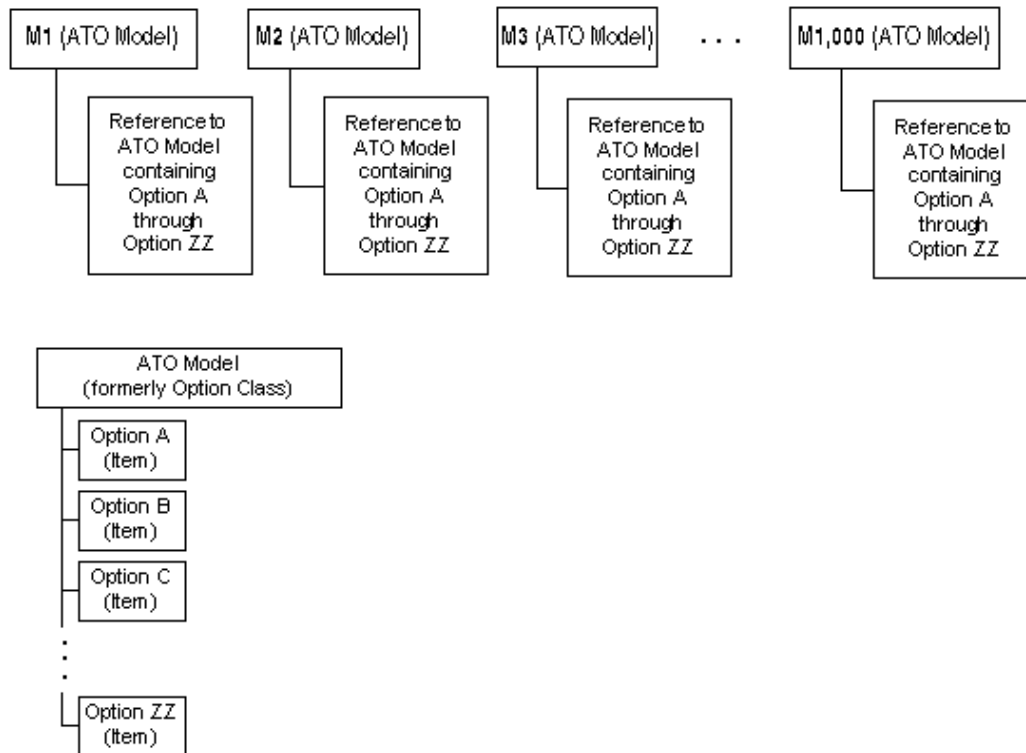 M1 (ATO Model)
M2 (ATO Model)
M3 (ATO Model)
. . .
M1,000 (ATO Model)
Reference to
ATO Model
containing
Option A
through
Option ZZ
Reference to
ATO Model
containing
Option A
through
Option ZZ
Reference to
ATO Model
containing
Option A
through
Option ZZ
Reference to
ATO Model
containing
Option A
through
Option ZZ
ATO Model
(formerly Option Class)
Option A
(Item)
Option B
(Item)
Option C
(Item)
Option ZZ
(Item)